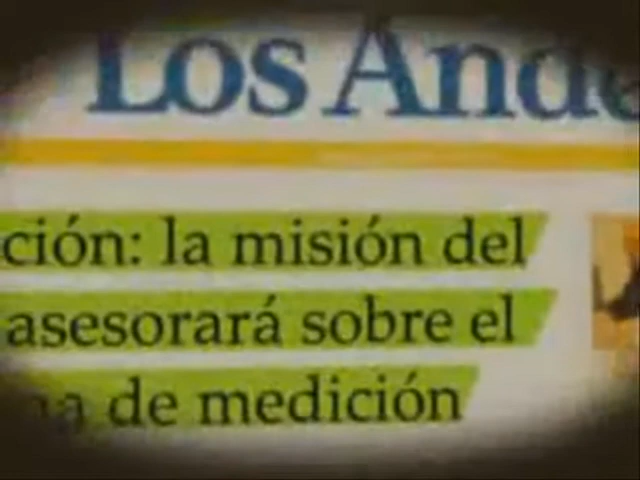 Los Ande
ción: la misión del
asesorará sobre el
de medición